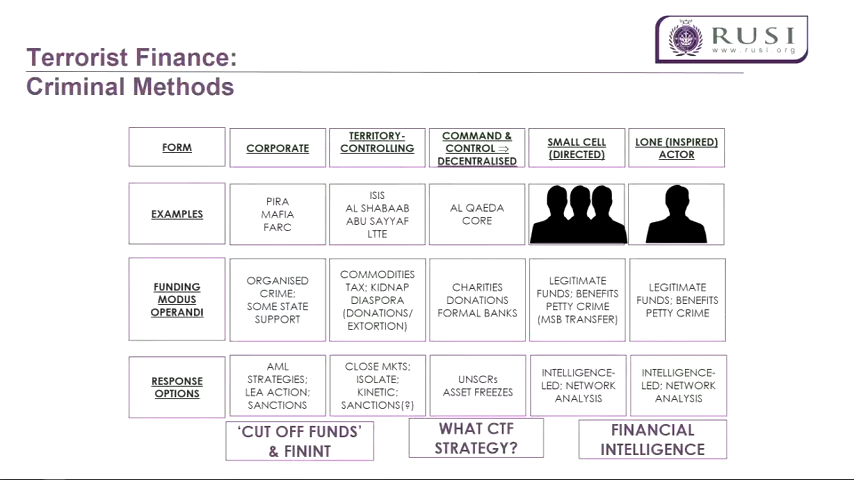 Terrorist Finance:
Criminal Methods
RUSI
www.rusi.org
FORM
CORPORATE
TERRITORY-
CONTROLLING
COMMAND &
CONTROL ⇒
DECENTRALISED
SMALL CELL
(DIRECTED)
LONE (INSPIRED)
ACTOR
EXAMPLES
PIRA
MAFIA
FARC
ISIS
AL SHABAAB
ABU SAYYAF
LTTE
AL QAEDA
CORE
FUNDING
MODUS
OPERANDI
ORGANISED
CRIME;
SOME STATE
SUPPORT
COMMODITIES
TAX; KIDNAP
DIASPORA
(DONATIONS/
EXTORTION)
CHARITIES
DONATIONS
FORMAL BANKS
LEGITIMATE
FUNDS; BENEFITS
PETTY CRIME
(MSB TRANSFER)
LEGITIMATE
FUNDS; BENEFITS
PETTY CRIME
RESPONSE
OPTIONS
AML
STRATEGIES;
LEA ACTION;
SANCTIONS
CLOSE MKTS;
ISOLATE;
KINETIC;
SANCTIONS(?)
UNSCRs
ASSET FREEZES
INTELLIGENCE-
LED; NETWORK
ANALYSIS
INTELLIGENCE-
LED; NETWORK
ANALYSIS
'CUT OFF FUNDS'
& FININT
WHAT CTF
STRATEGY?
FINANCIAL
INTELLIGENCE